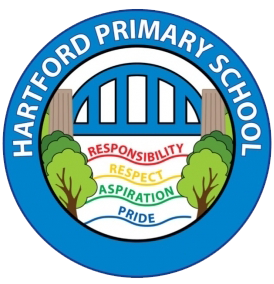 HARTFORD PRIMARY SCHOOL
RESPONSIBILITY
RESPECT
ASPIRATION
PRIDE